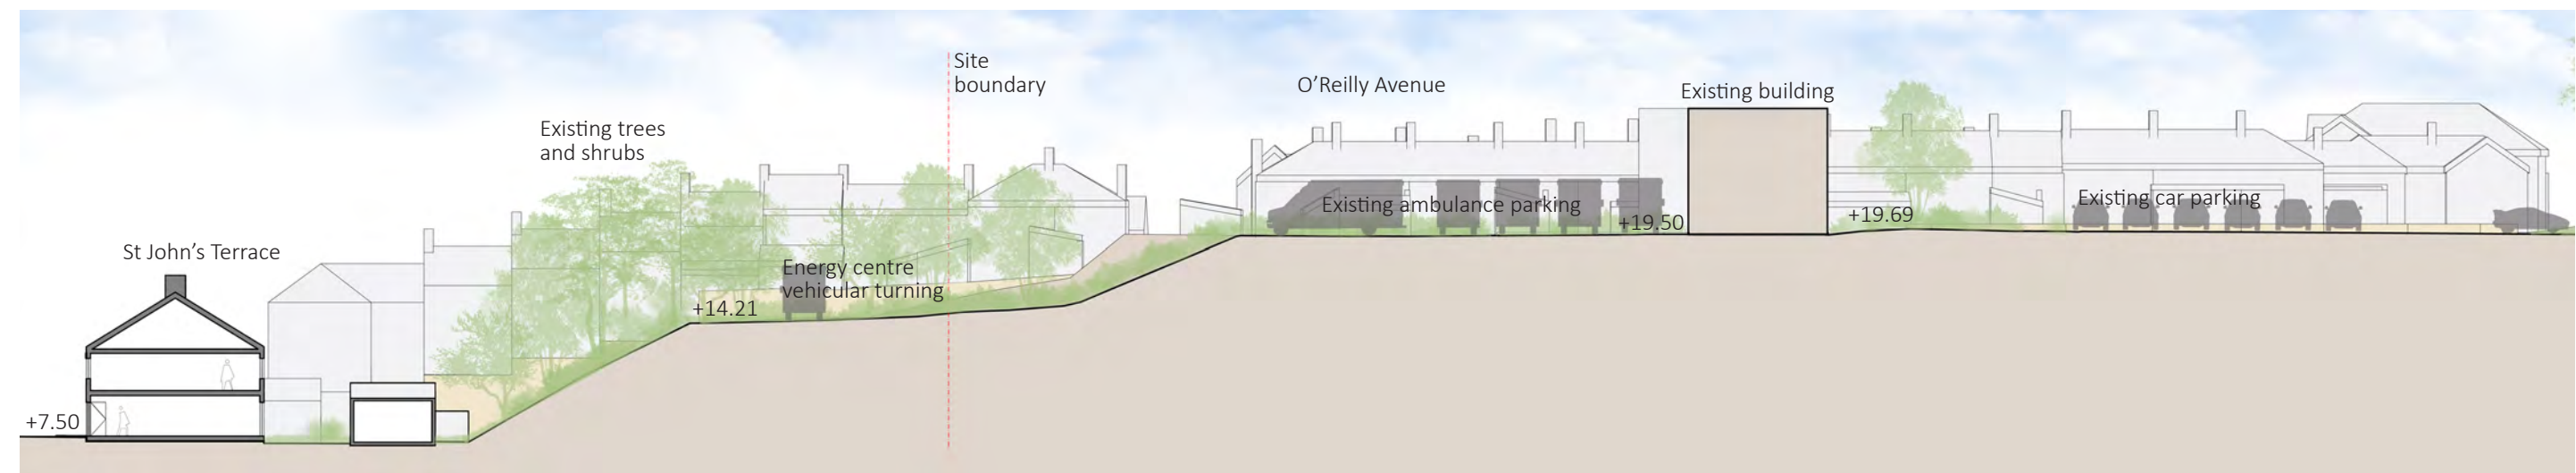 Site
boundary
O'Reilly Avenue
Existing building
Existing trees
and shrubs
St John's Terrace
Existing ambulance parking
Existing car parking
+19.50
+19.69
Energy centre
vehicular turning
+14.21
+7.50